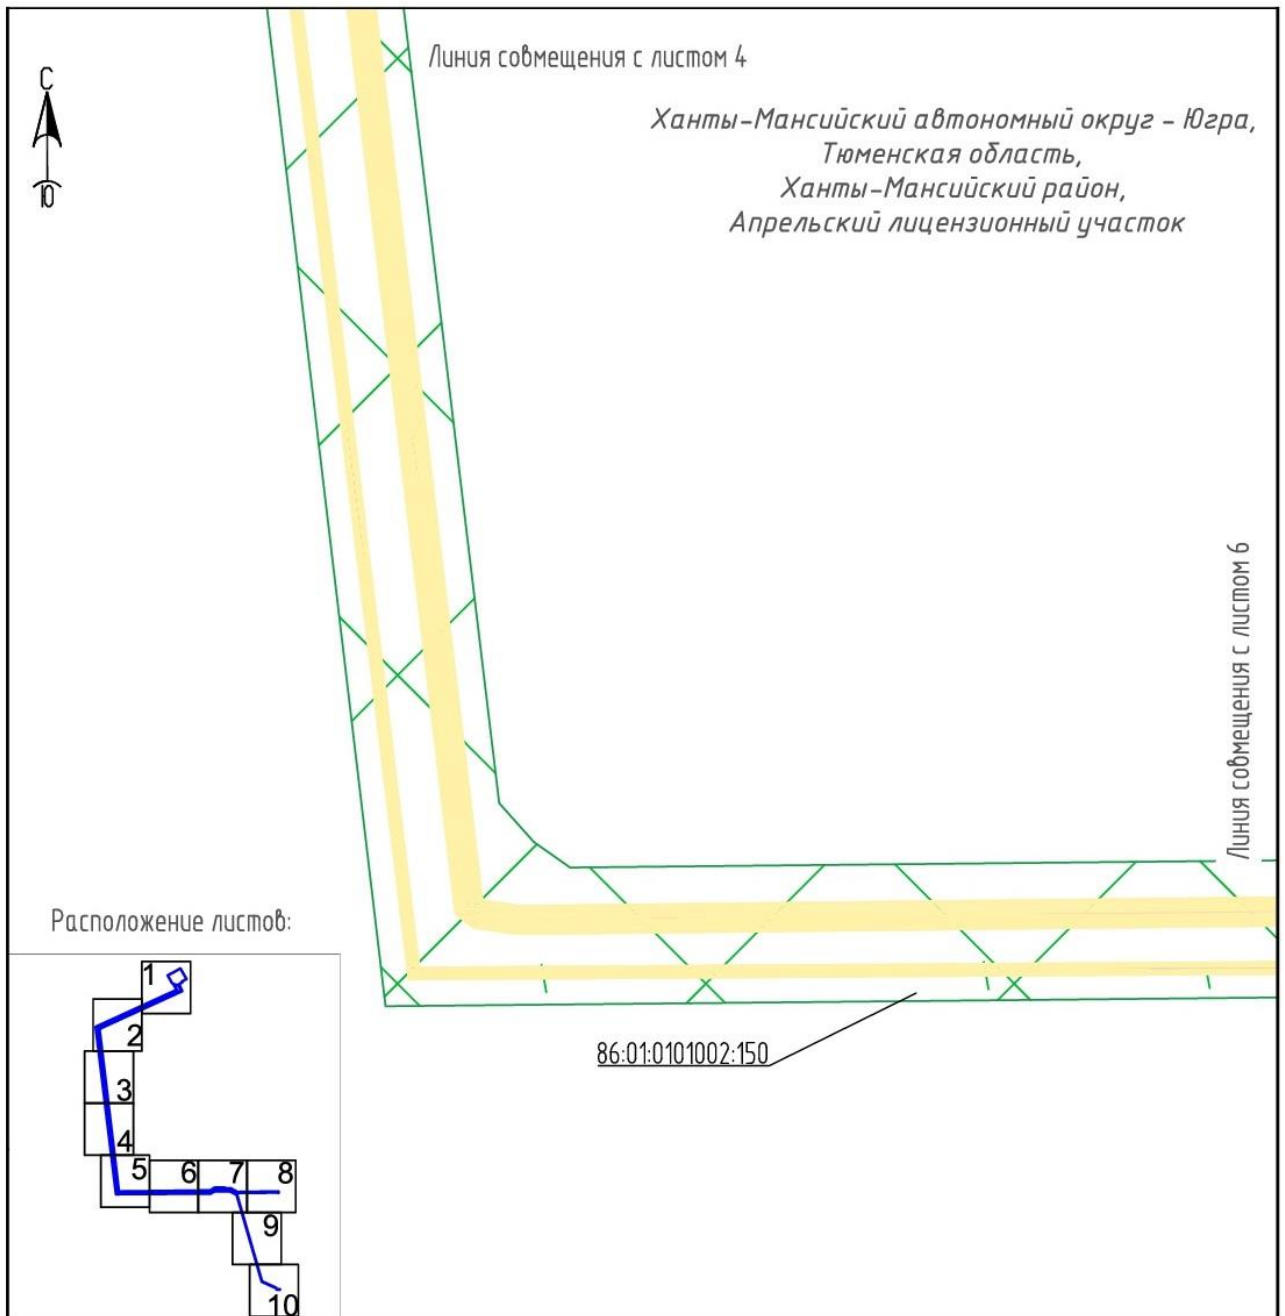 Линия совмещения с листом 4
С
Ю
Ханты-Мансийский автономный округ - Югра,
Тюменская область,
Ханты-Мансийский район,
Апрельский лицензионный участок
Линия совмещения с листом 6
Расположение листов:
86:01:0101002:150
1
2
3
4
5 6 7 8
9
10